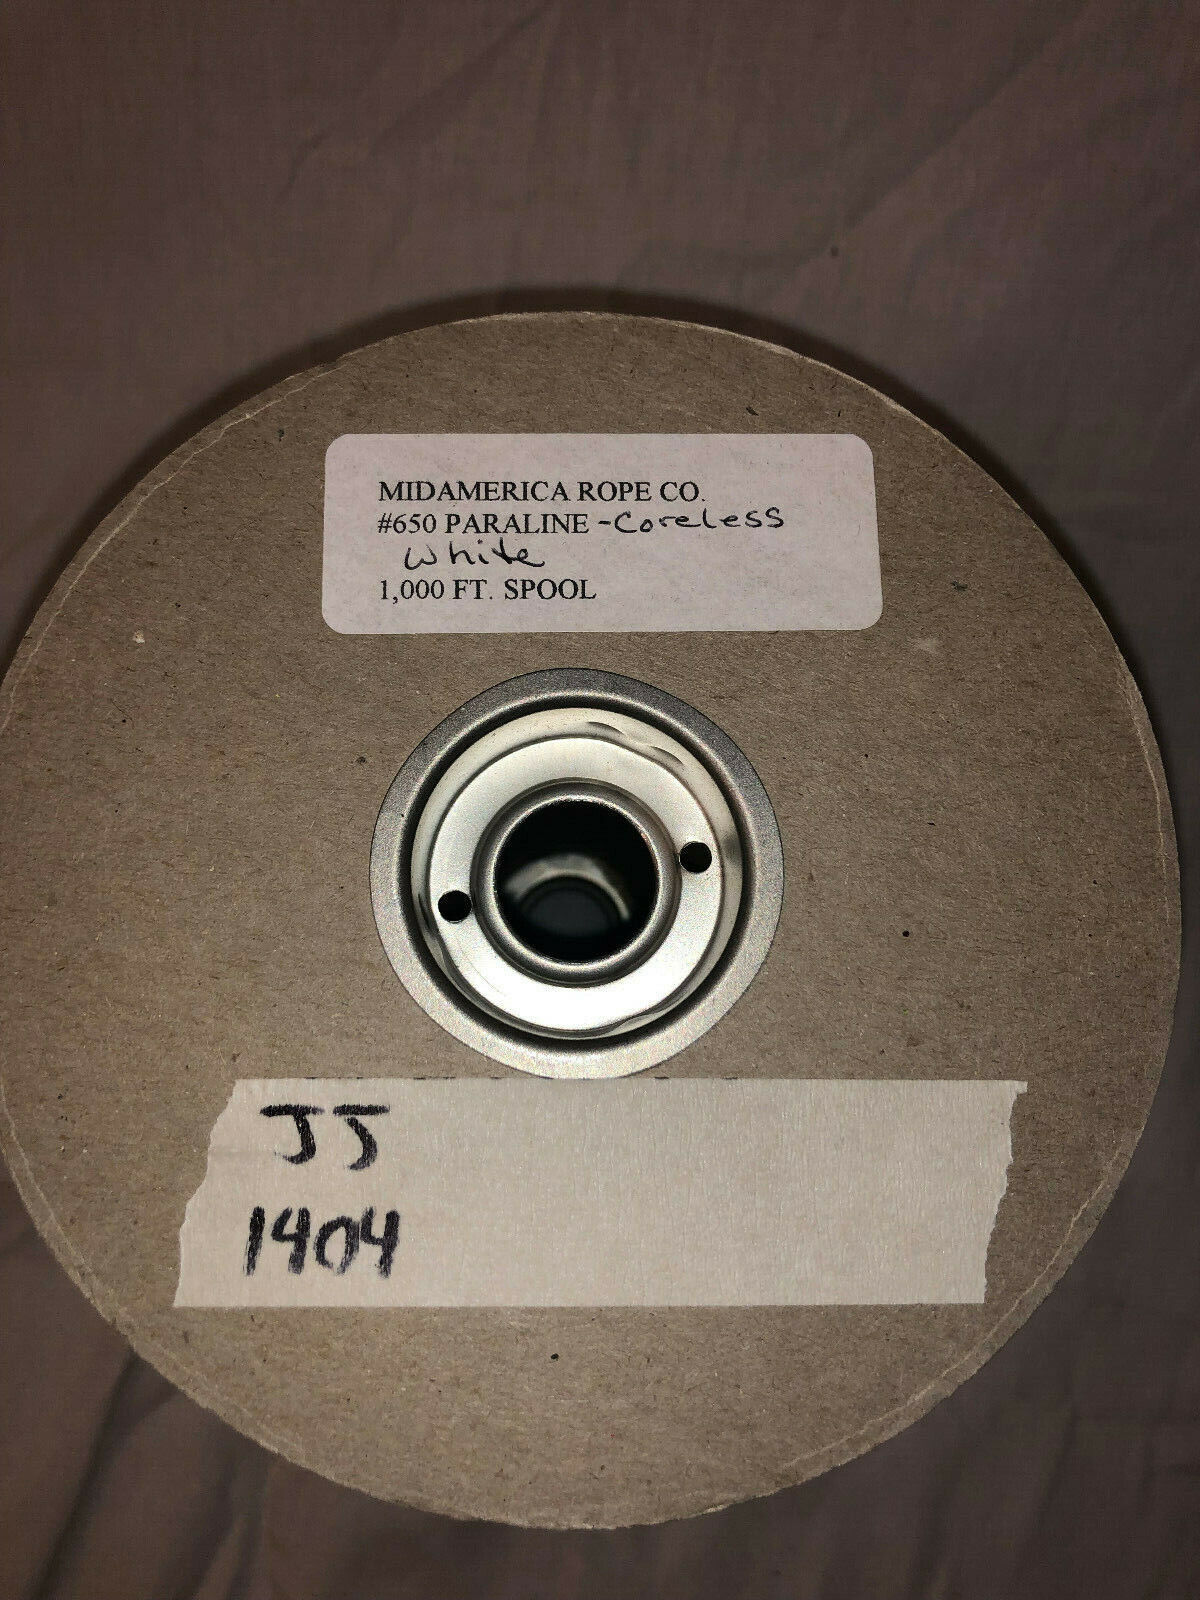 MIDAMERICA ROPE CO.
#650 PARALINE -Coreless
White
1,000 FT. SPOOL
JJ
1404